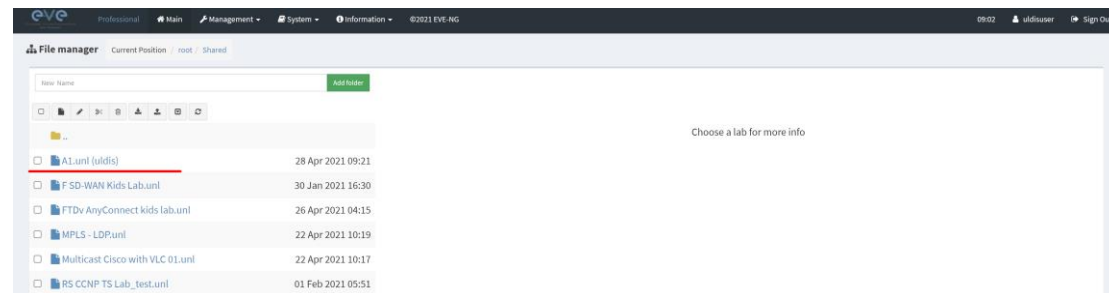 eve Professional Main Management System Information ©2021 EVE-NG 09:02 uldisuser Sign Ou
File manager Current Position / root / Shared
New Name Add folder
..
Choose a lab for more info
A1.unl (uldis) 28 Apr 2021 09:21
F SD-WAN Kids Lab.unl 30 Jan 2021 16:30
FTDv AnyConnect kids lab.unl 26 Apr 2021 04:15
MPLS - LDP.unl 22 Apr 2021 10:19
Multicast Cisco with VLC 01.unl 22 Apr 2021 10:17
RS CCNP TS Lab_test.unl 01 Feb 2021 05:51